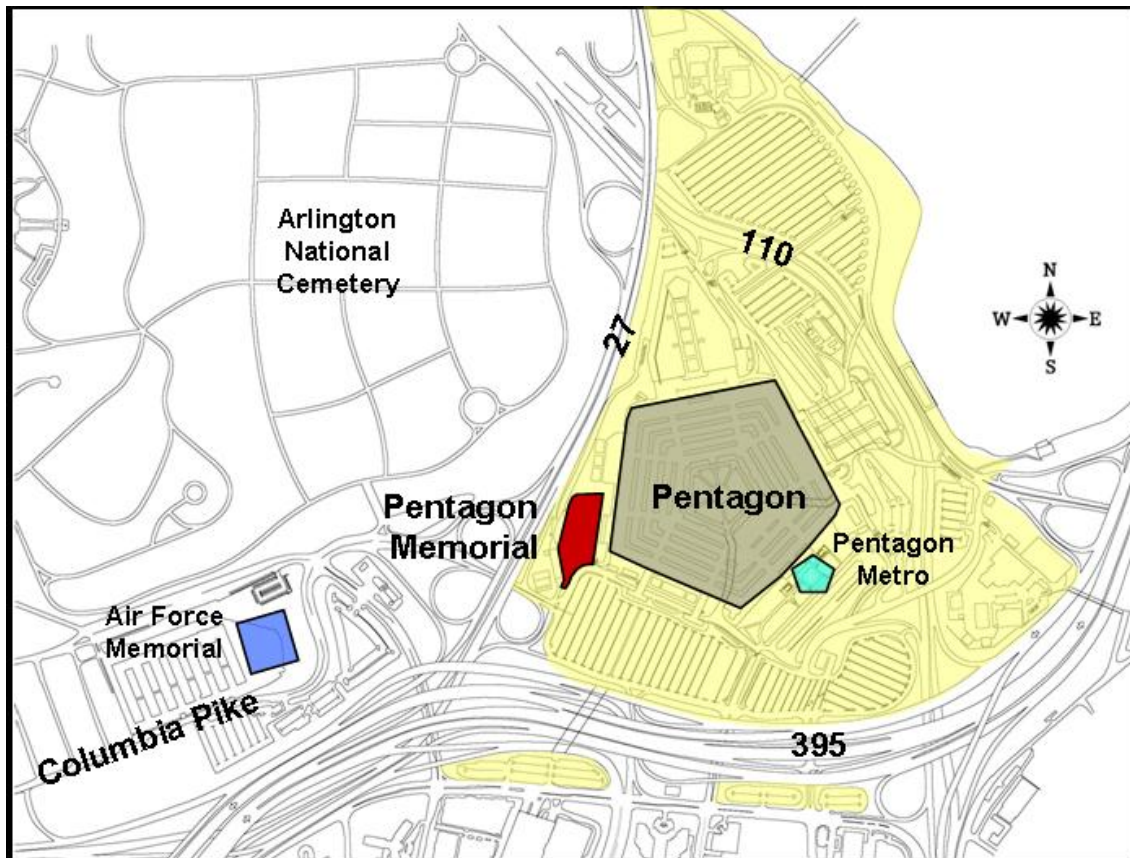 Arlington
National
Cemetery
110
27
N
W E
S
Pentagon
Memorial
Pentagon
Pentagon
Metro
Air Force
Memorial
Columbia Pike
395